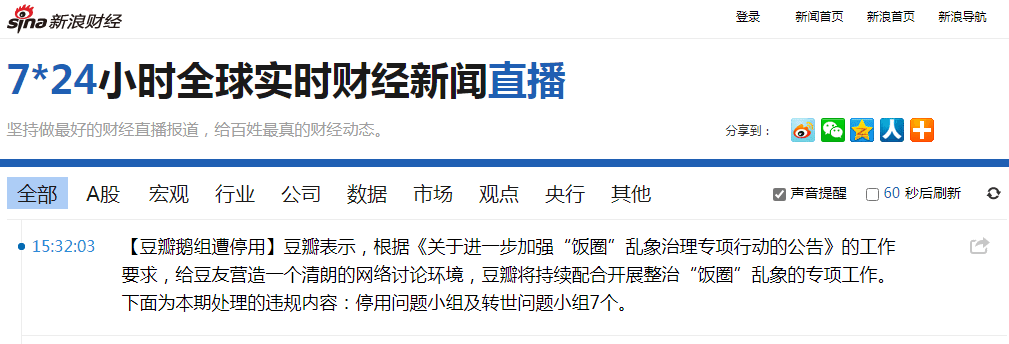 sina新浪财经
登录 新闻首页 新浪首页 新浪导航
7*24小时全球实时财经新闻直播
坚持做最好的财经直播报道，给百姓最真的财经动态。
分享到：
全部 A股 宏观 行业 公司 数据 市场 观点 央行 其他
声音提醒 60 秒后刷新
15:32:03
【豆瓣鹅组遭停用】豆瓣表示，根据《关于进一步加强“饭圈”乱象治理专项行动的公告》的工作
要求，给豆友营造一个清朗的网络讨论环境，豆瓣将持续配合开展整治“饭圈”乱象的专项工作。
下面为本期处理的违规内容：停用问题小组及转世问题小组7个。